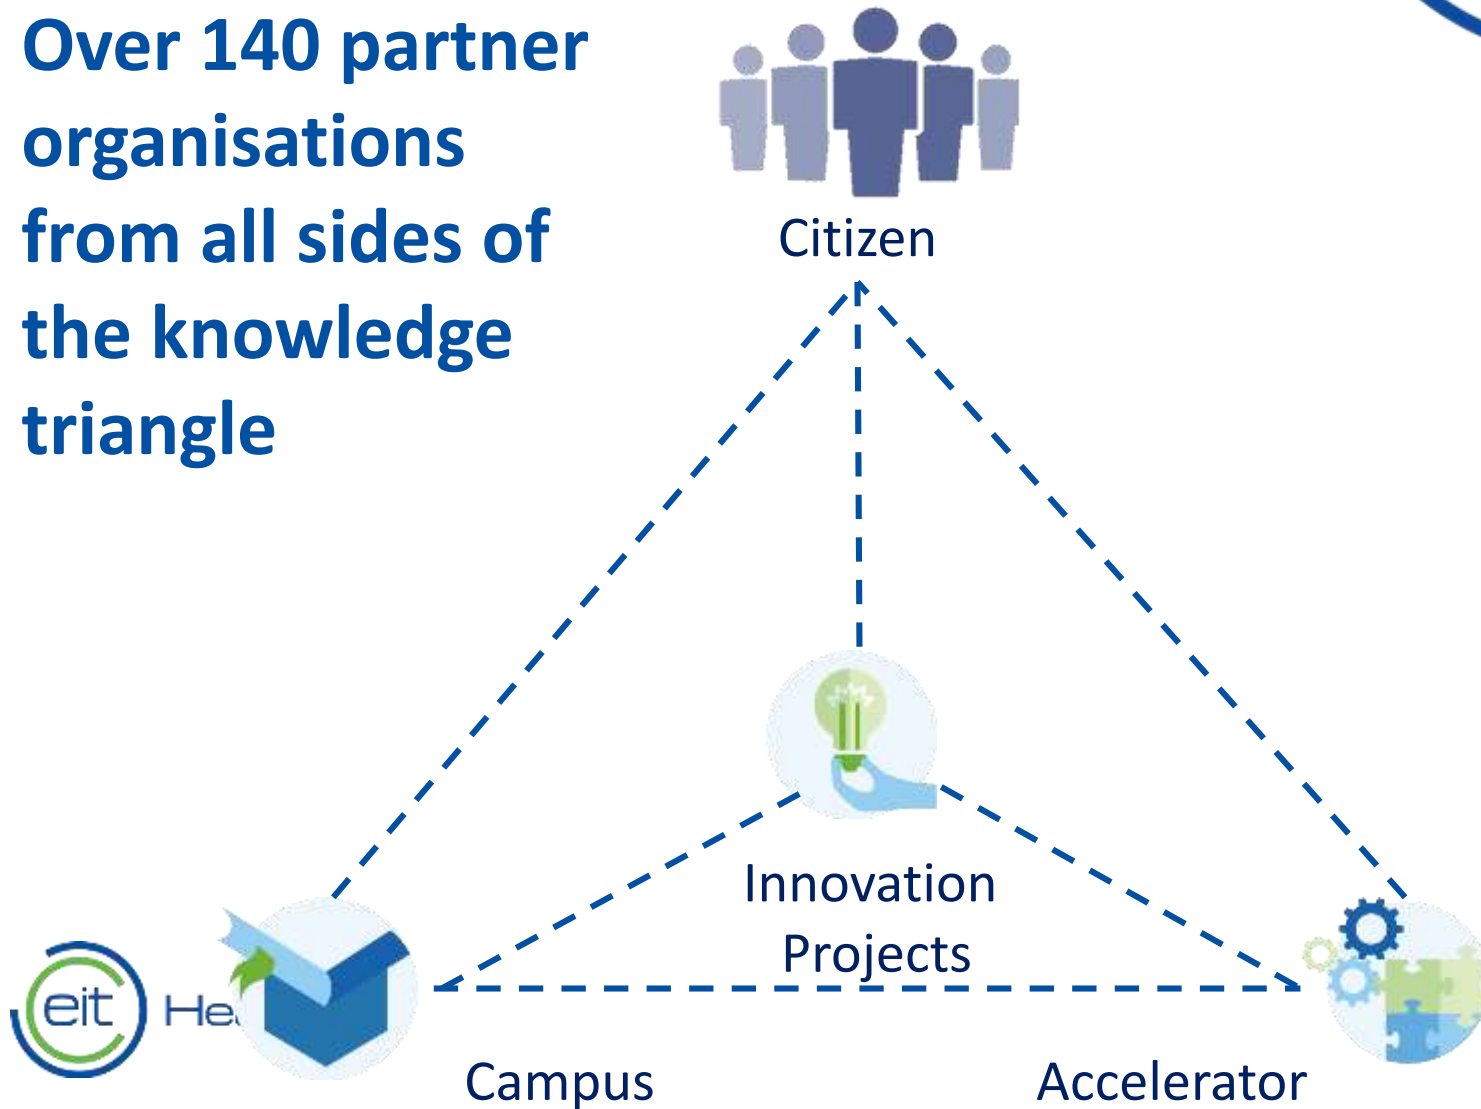 Over 140 partner
organisations
from all sides of
the knowledge
triangle
Citizen
Innovation
Projects
eit
Campus
Accelerator